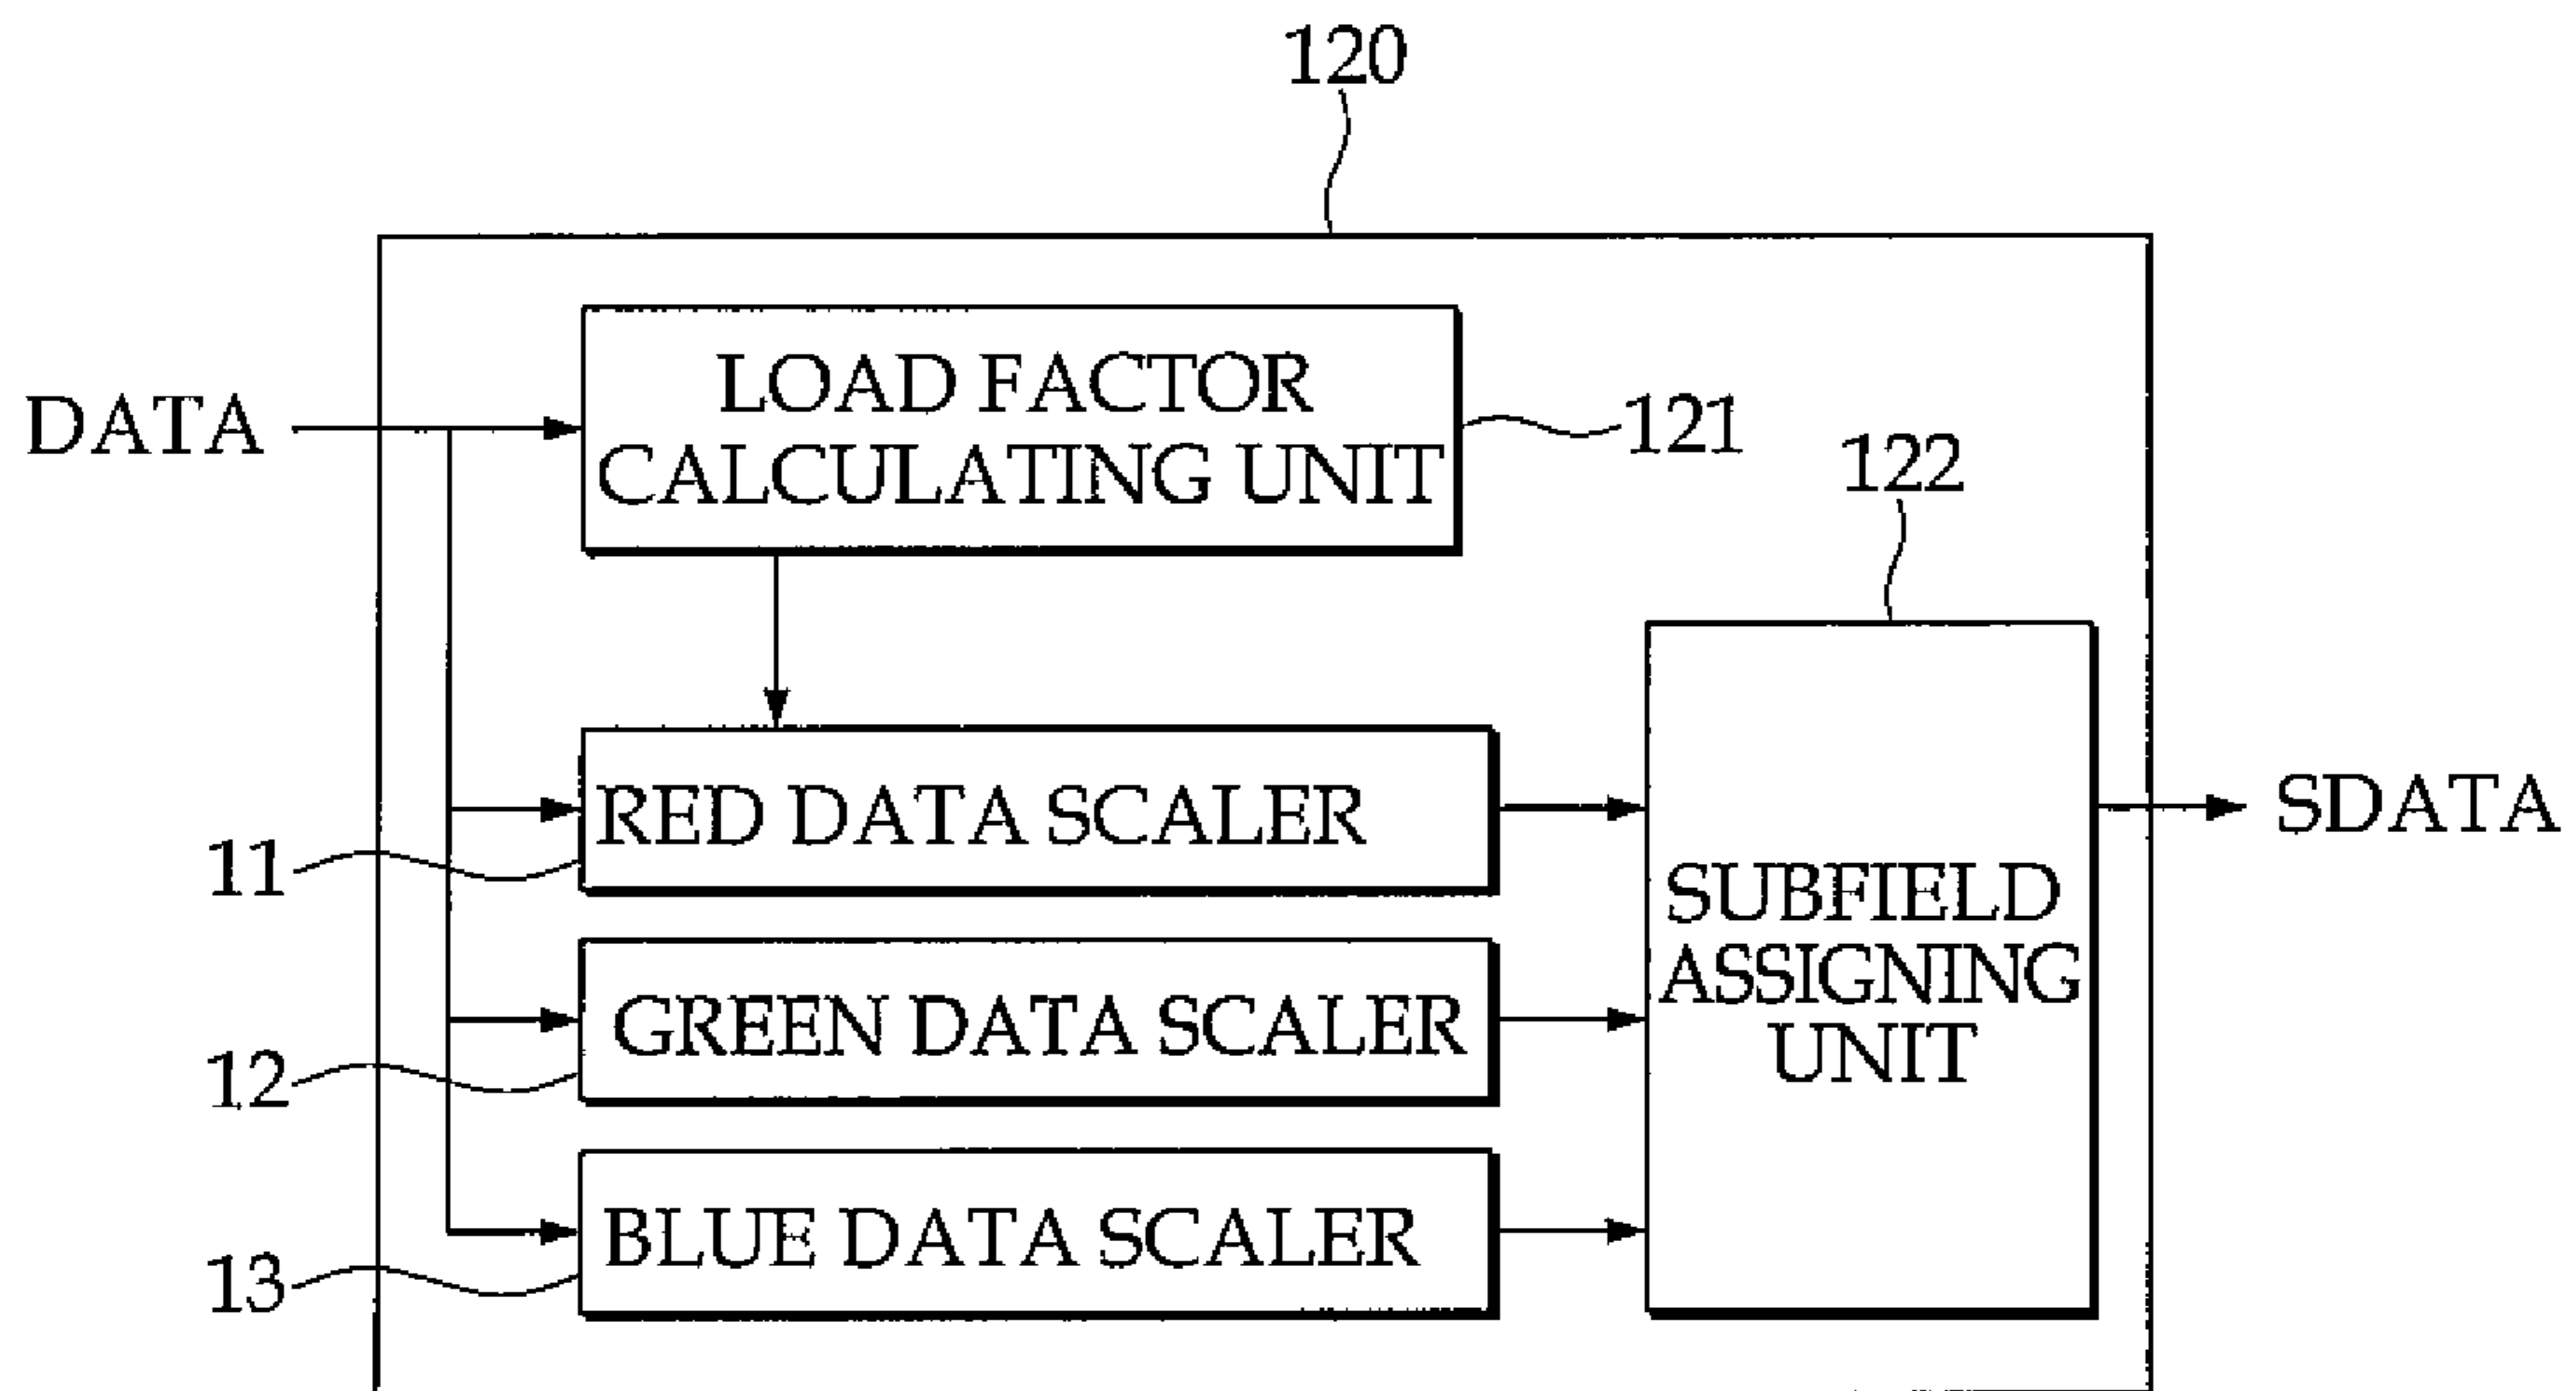 120
LOAD FACTOR
CALCULATING UNIT
DATA
121
122
RED DATA SCALER
11
SUBFIELD
ASSIGNING
UNIT
SDATA
GREEN DATA SCALER
12
BLUE DATA SCALER
13